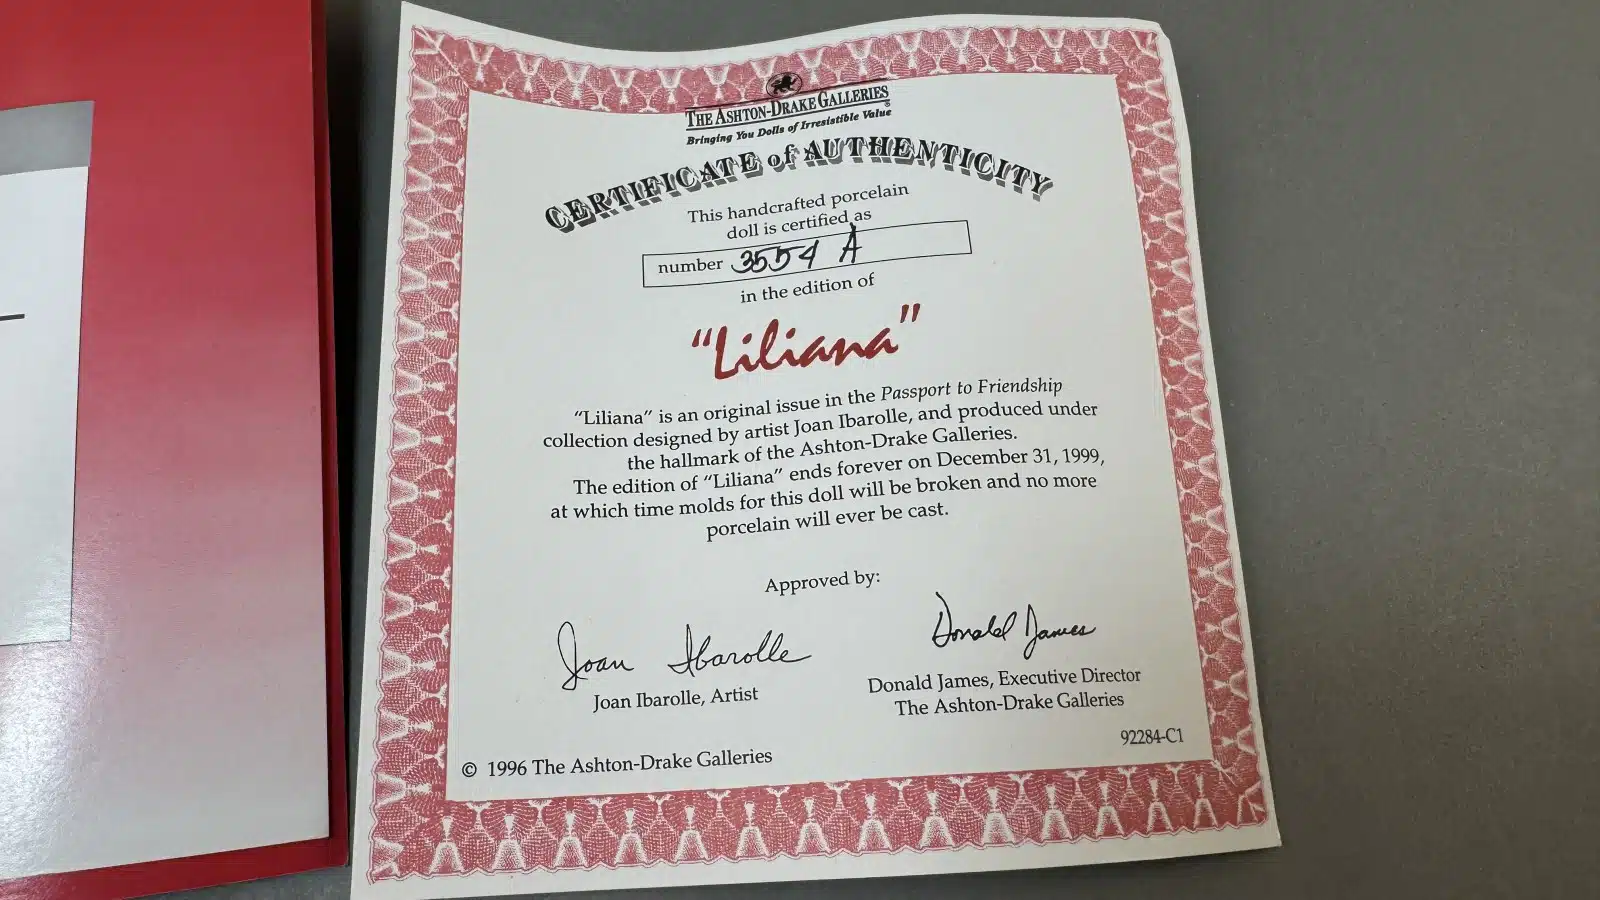 THE ASHTON-DRAKE GALLERIES®
Bringing You Dolls of Irresistible Value
CERTIFICATE of AUTHENTICITY
This handcrafted porcelain
doll is certified as
number 3554 A
in the edition of
"Liliana"
"Liliana" is an original issue in the Passport to Friendship
collection designed by artist Joan Ibarolle, and produced under
the hallmark of the Ashton-Drake Galleries.
The edition of "Liliana" ends forever on December 31, 1999,
at which time molds for this doll will be broken and no more
porcelain will ever be cast.
Approved by:
Joan Ibarolle
Donald James
Joan Ibarolle, Artist
Donald James, Executive Director
The Ashton-Drake Galleries
92284-C1
© 1996 The Ashton-Drake Galleries